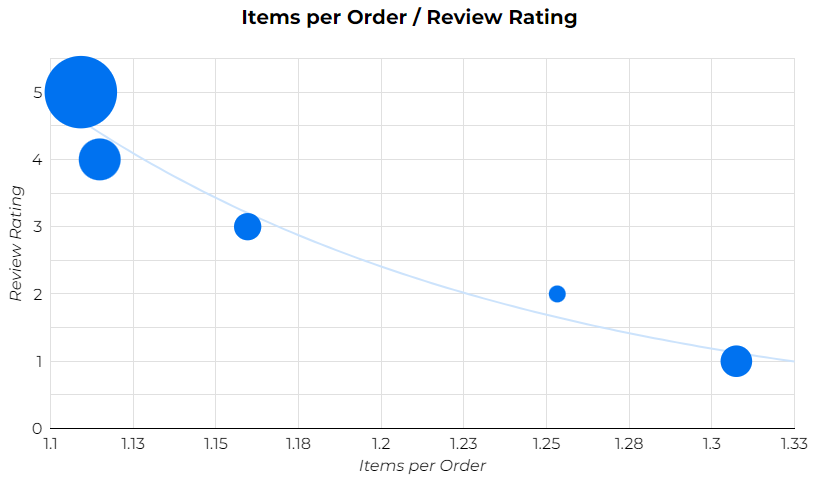 Items per Order / Review Rating
5
4
3
2
1
0
Review Rating
1.1 1.13 1.15 1.18 1.2 1.23 1.25 1.28 1.3 1.33
Items per Order